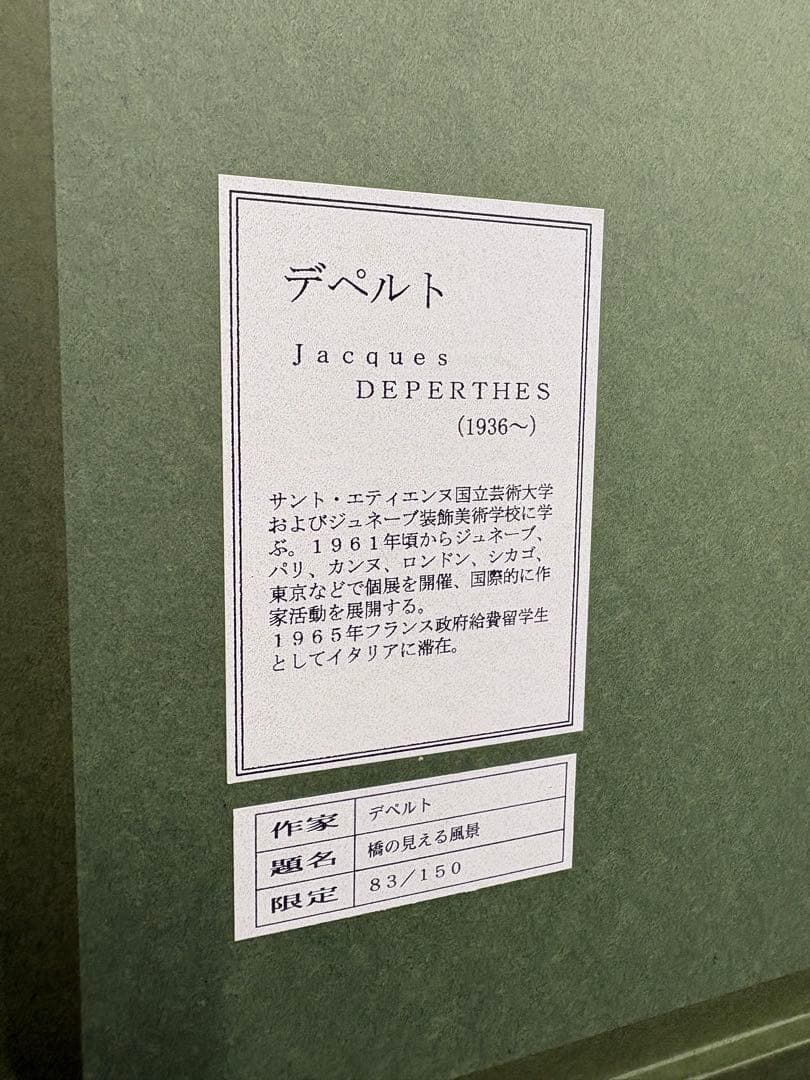 デペルト
Ｊａｃｑｕｅｓ
ＤＥＰＥＲＴＨＥＳ
（1936〜）
サント・エティエンヌ国立芸術大学
およびジュネーブ装飾美術学校に学
ぶ。１９６１年頃からジュネーブ、
パリ、カンヌ、ロンドン、シカゴ、
東京などで個展を開催、国際的に作
家活動を展開する。
１９６５年フランス政府給費留学生
としてイタリアに滞在。
作家 デペルト
題名 橋の見える風景
限定 ８３／１５０